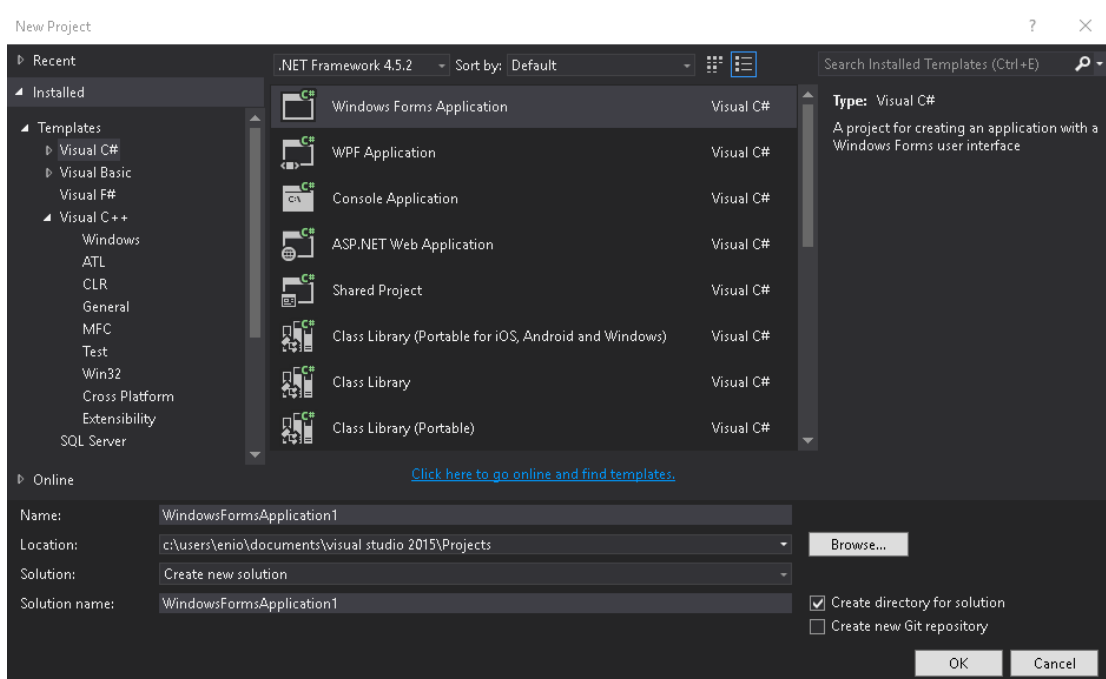 New Project
? ×
Recent
.NET Framework 4.5.2 Sort by: Default
Search Installed Templates (Ctrl+E)
Installed
Templates
Visual C#
Visual Basic
Visual F#
Visual C++
Windows
ATL
CLR
General
MFC
Test
Win32
Cross Platform
Extensibility
SQL Server
Online
C# Windows Forms Application Visual C#
C# WPF Application Visual C#
C# C:\ Console Application Visual C#
C# ASP.NET Web Application Visual C#
C# Shared Project Visual C#
C# Class Library (Portable for iOS, Android and Windows) Visual C#
C# Class Library Visual C#
C# Class Library (Portable) Visual C#
Click here to go online and find templates.
Type: Visual C#
A project for creating an application with a
Windows Forms user interface
Name: WindowsFormsApplication1
Location: c:\users\enio\documents\visual studio 2015\Projects Browse...
Solution: Create new solution
Solution name: WindowsFormsApplication1
Create directory for solution
Create new Git repository
OK Cancel